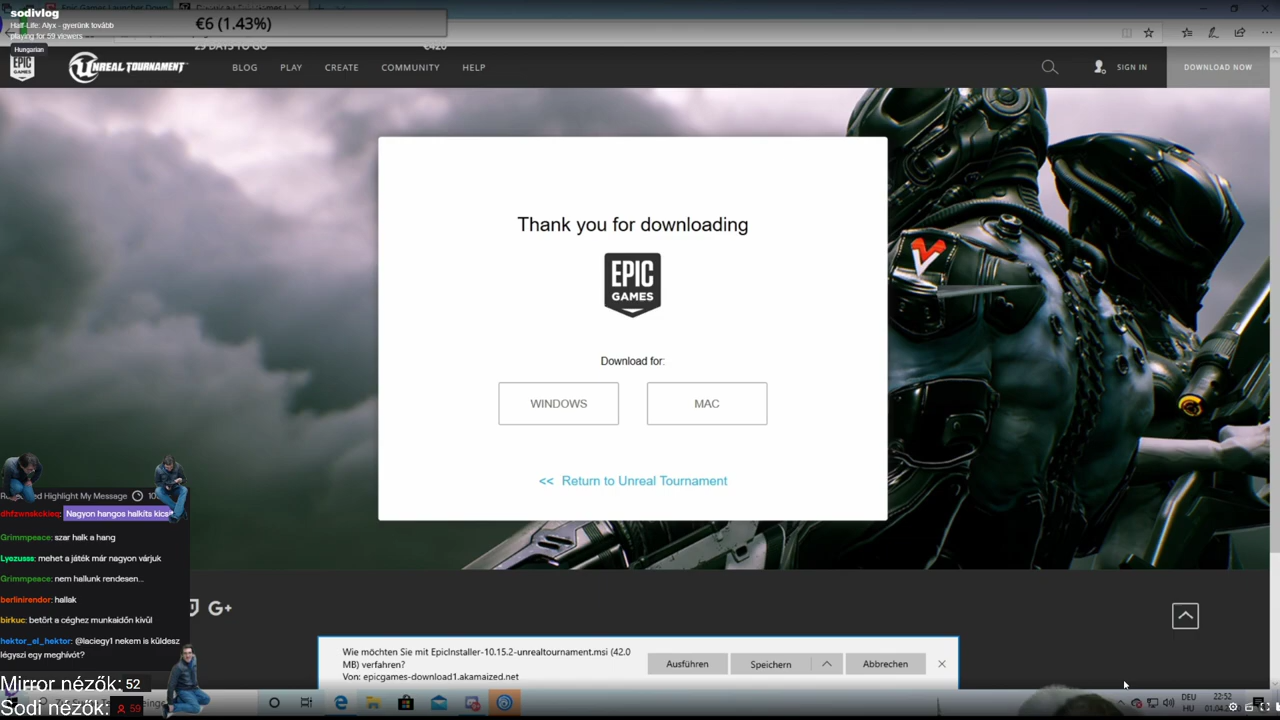 sodivlog
Half-Life: Alyx - gyerünk tovább
playing for 59 viewers
Hungarian
€6 (1.43%)
29 DAYS TO GO
€420
EPIC GAMES
UNREAL TOURNAMENT
BLOG PLAY CREATE COMMUNITY HELP
SIGN IN
DOWNLOAD NOW
Thank you for downloading
EPIC
GAMES
Download for:
WINDOWS MAC
<< Return to Unreal Tournament
Highlight My Message
dhfzwnskckieq: Nagyon hangos halkíts kicsit
Grimmpeace: szar halk a hang
Lyezusss: mehet a játék már nagyon várjuk
Grimmpeace: nem hallunk rendesen...
berlinirendor: hallak
birkuc: betört a céghez munkaidőn kívül
hektor_el_hektor: @laciegy1 nekem is küldesz
légyszi egy meghívót?
G+
Wie möchten Sie mit EpicInstaller-10.15.2-unrealtournament.msi (42.0
MB) verfahren?
Von: epicgames-download1.akamaized.net
Ausführen Speichern Abbrechen
Mirror nézők: 52
Sodi nézők: 59
DEU
HU
22:52